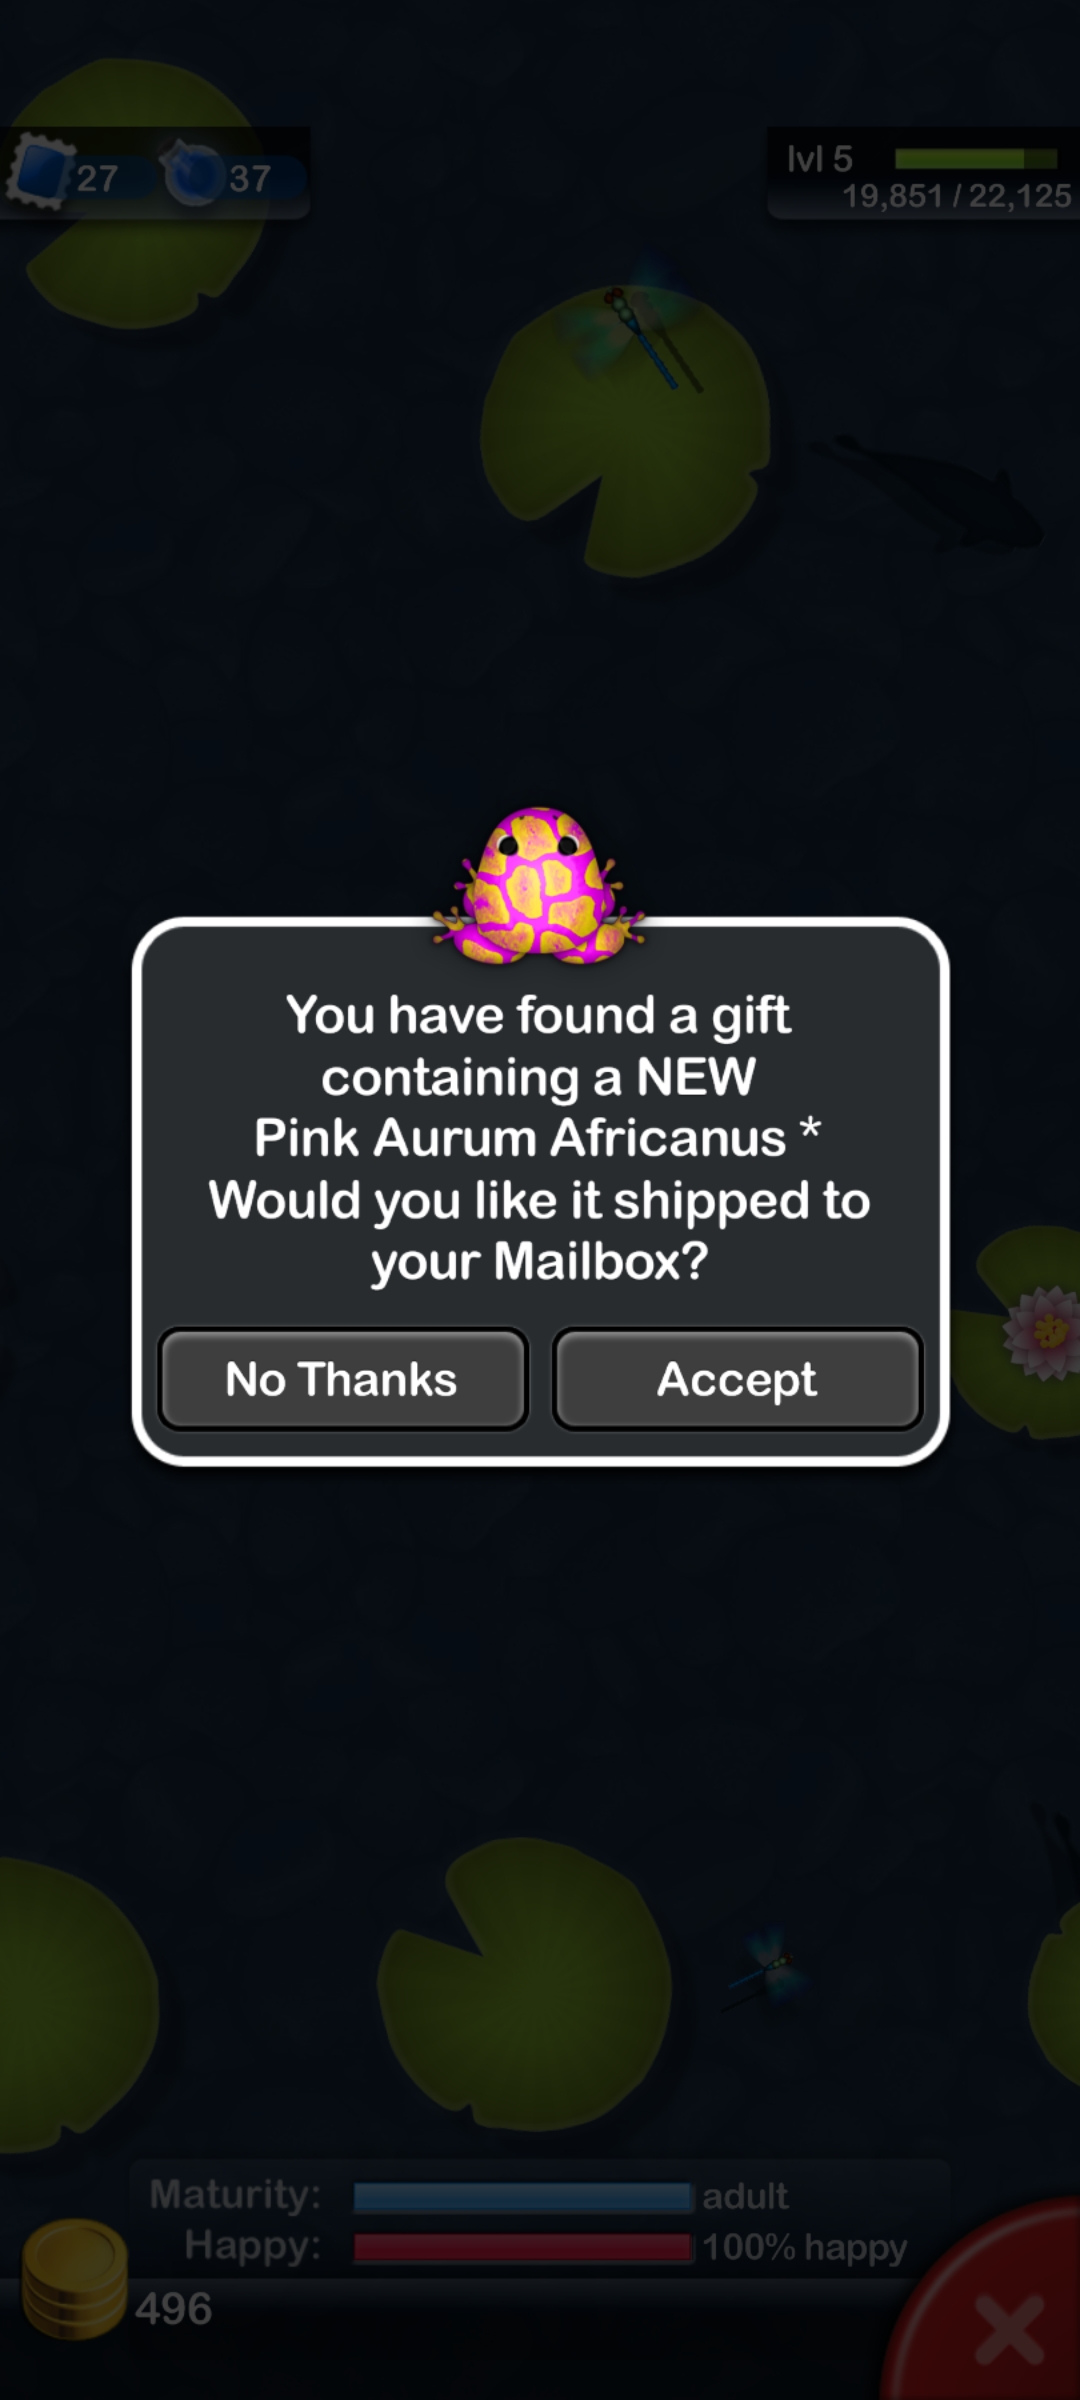 27 37
lvl 5
19,851 / 22,125
You have found a gift
containing a NEW
Pink Aurum Africanus *
Would you like it shipped to
your Mailbox?
No Thanks Accept
Maturity: adult
Happy: 100% happy
496